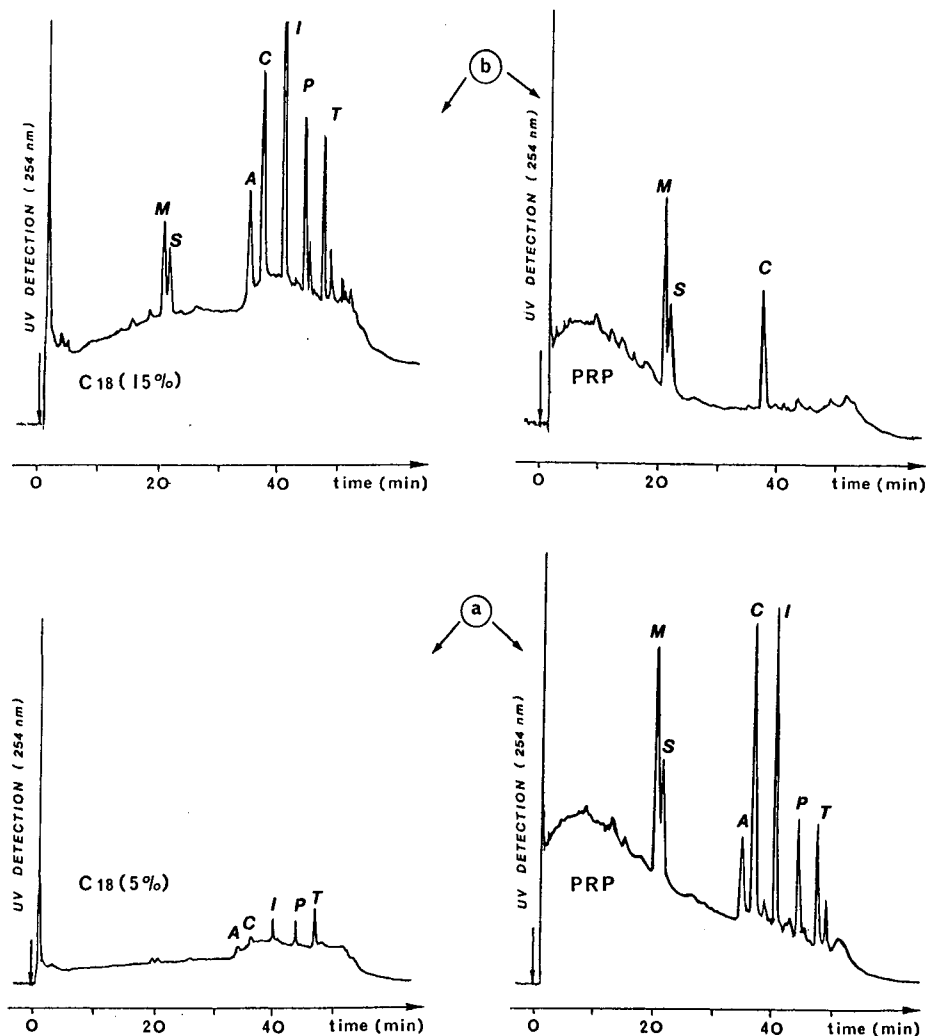 I
C
P
T
A
M
S
UV DETECTION (254 nm)
C18 (15%)
0 20 40 time (min)
b
M
S
C
UV DETECTION (254 nm)
PRP
0 20 40 time (min)
a
A C I P T
UV DETECTION (254 nm)
C18 (5%)
0 20 40 time (min)
C
I
M
S
A
P
T
UV DETECTION (254 nm)
PRP
0 20 40 time (min)